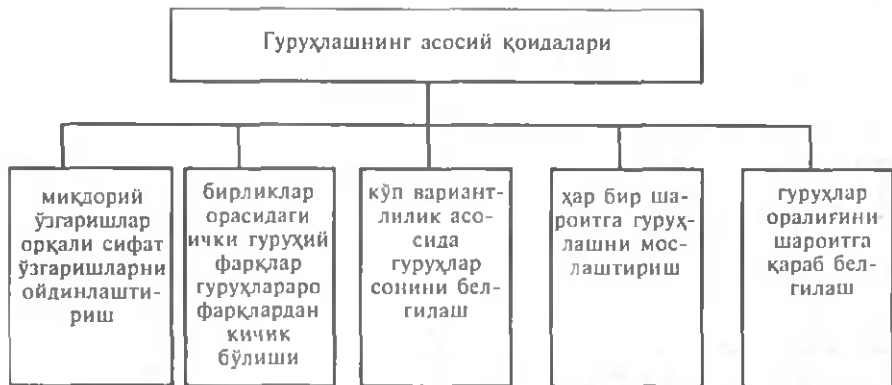 Гуруҳлашнинг асосий қоидалари
миқдорий
ўзгаришлар
орқали сифат
ўзгаришларни
ойдинлашти-
риш
бирликлар
орасидаги
ички гуруҳий
фарқлар
гуруҳлараро
фарқлардан
кичик
бўлиши
кўп вариант-
лилик асо-
сида
гуруҳлар
сонини бел-
гилаш
ҳар бир ша-
роитга гуруҳ-
лашни мос-
лаштириш
гуруҳлар
оралиғини
шароитга
қараб бел-
гилаш